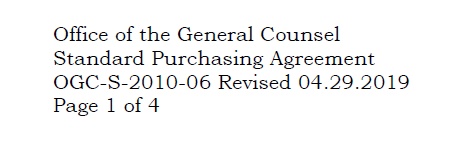 Office of the General Counsel
Standard Purchasing Agreement
OGC-S-2010-06 Revised 04.29.2019
Page 1 of 4